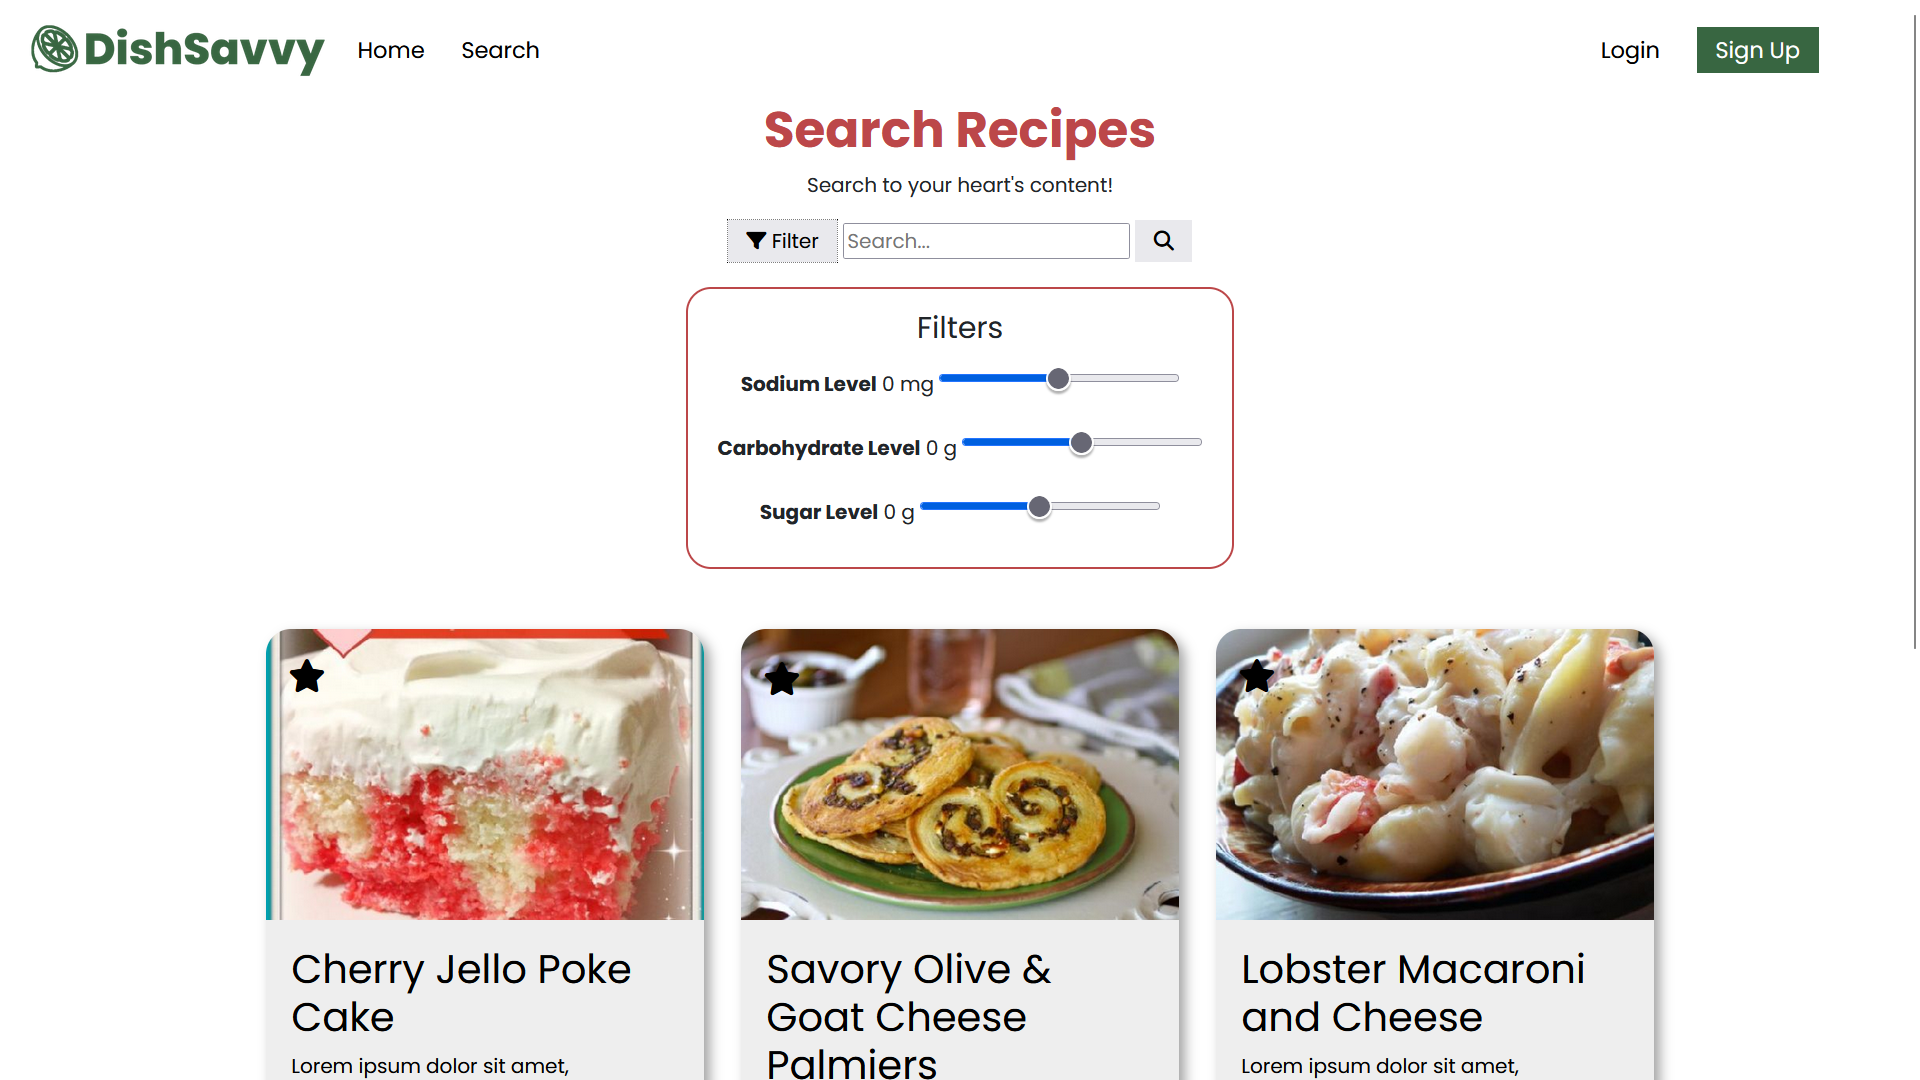 DishSavvy Home Search Login Sign Up
Search Recipes
Search to your heart's content!
Filter Search...
Filters
Sodium Level 0 mg
Carbohydrate Level 0 g
Sugar Level 0 g
Cherry Jello Poke
Cake
Lorem ipsum dolor sit amet,
Savory Olive &
Goat Cheese
Palmiers
Lobster Macaroni
and Cheese
Lorem ipsum dolor sit amet,